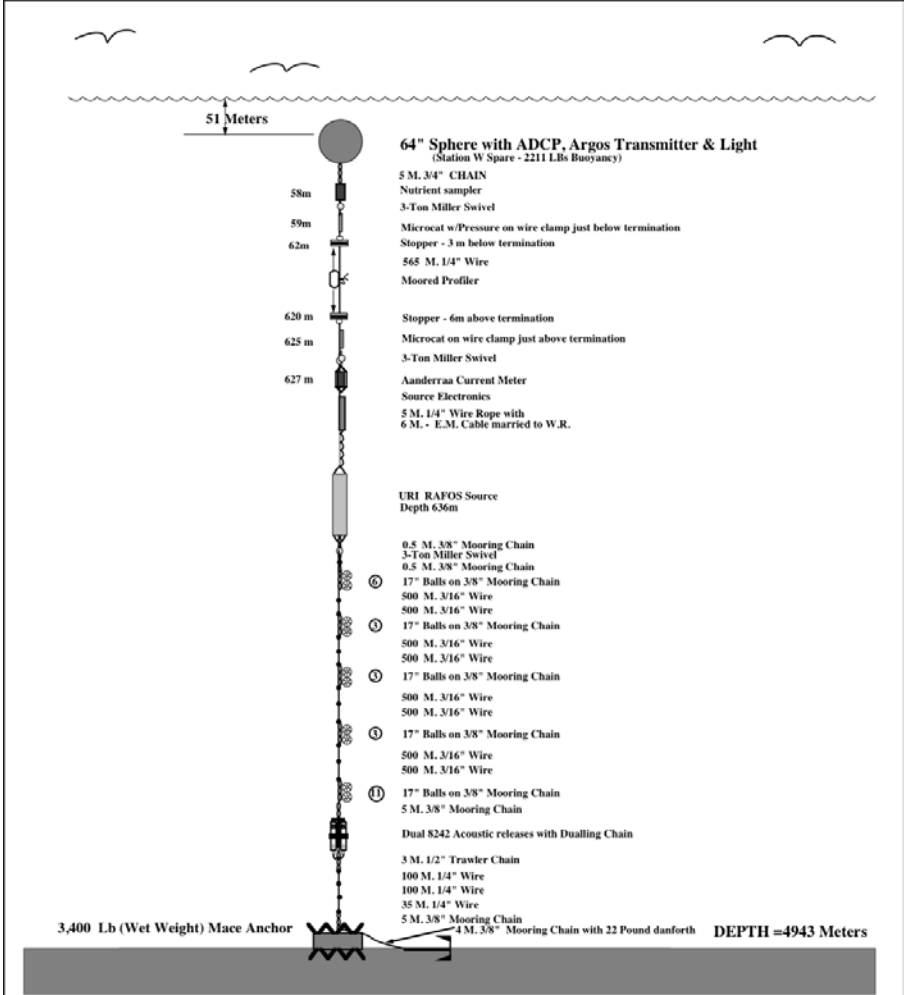 51 Meters
64" Sphere with ADCP, Argos Transmitter & Light
(Station W Spare - 2211 LBs Buoyancy)
5 M. 3/4" CHAIN
58m Nutrient sampler
3-Ton Miller Swivel
59m Microcat w/Pressure on wire clamp just below termination
62m Stopper - 3 m below termination
565 M. 1/4" Wire
Moored Profiler
620 m Stopper - 6m above termination
625 m Microcat on wire clamp just above termination
3-Ton Miller Swivel
627 m Aanderraa Current Meter
Source Electronics
5 M. 1/4" Wire Rope with
6 M. - E.M. Cable married to W.R.
URI RAFOS Source
Depth 636m
0.5 M. 3/8" Mooring Chain
3-Ton Miller Swivel
0.5 M. 3/8" Mooring Chain
6 17" Balls on 3/8" Mooring Chain
500 M. 3/16" Wire
500 M. 3/16" Wire
3 17" Balls on 3/8" Mooring Chain
500 M. 3/16" Wire
500 M. 3/16" Wire
3 17" Balls on 3/8" Mooring Chain
500 M. 3/16" Wire
500 M. 3/16" Wire
3 17" Balls on 3/8" Mooring Chain
500 M. 3/16" Wire
500 M. 3/16" Wire
11 17" Balls on 3/8" Mooring Chain
5 M. 3/8" Mooring Chain
Dual 8242 Acoustic releases with Dualling Chain
3 M. 1/2" Trawler Chain
100 M. 1/4" Wire
100 M. 1/4" Wire
35 M. 1/4" Wire
5 M. 3/8" Mooring Chain
3,400 Lb (Wet Weight) Mace Anchor
4 M. 3/8" Mooring Chain with 22 Pound danforth
DEPTH =4943 Meters